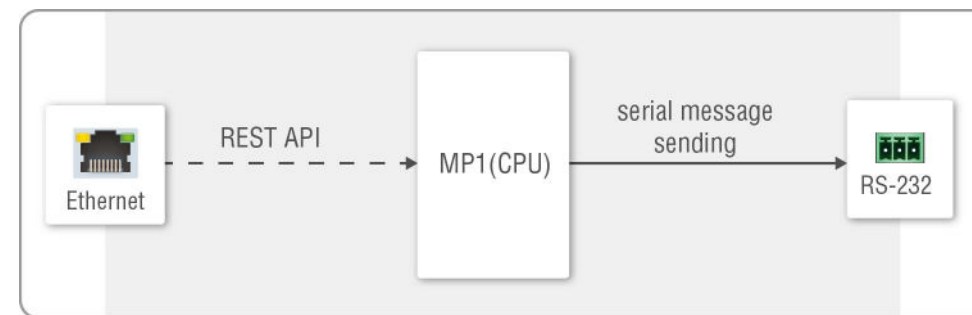 Ethernet
REST API
MP1(CPU)
serial message
sending
RS-232